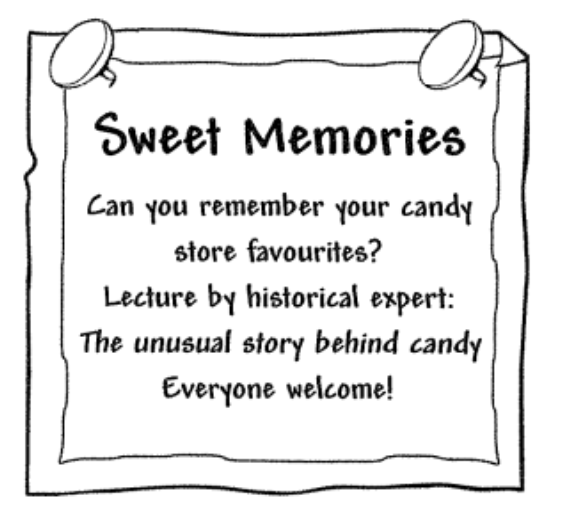 Sweet Memories
Can you remember your candy
store favourites?
Lecture by historical expert:
The unusual story behind candy
Everyone welcome!